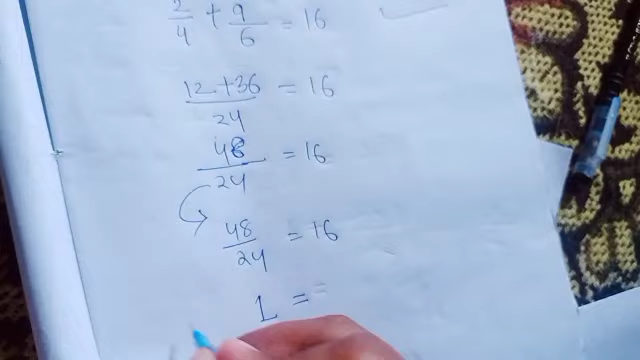 2/4 + 9/6 = 16
12 + 36/24 = 16
48/24 = 16
48/24 = 16
1 = =